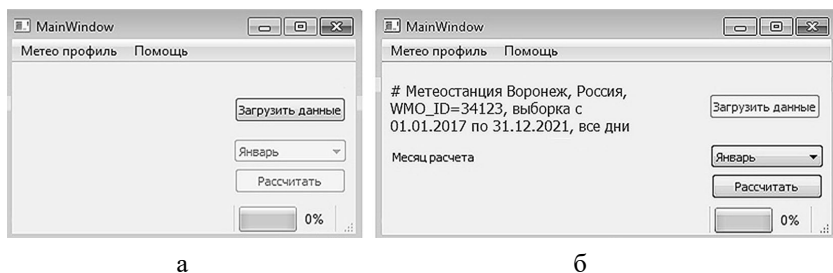 MainWindow
Метео профиль Помощь
Загрузить данные
Январь
Рассчитать
0%
MainWindow
Метео профиль Помощь
# Метеостанция Воронеж, Россия,
WMO_ID=34123, выборка с
01.01.2017 по 31.12.2021, все дни
Загрузить данные
Месяц расчета
Январь
Рассчитать
0%
а
б